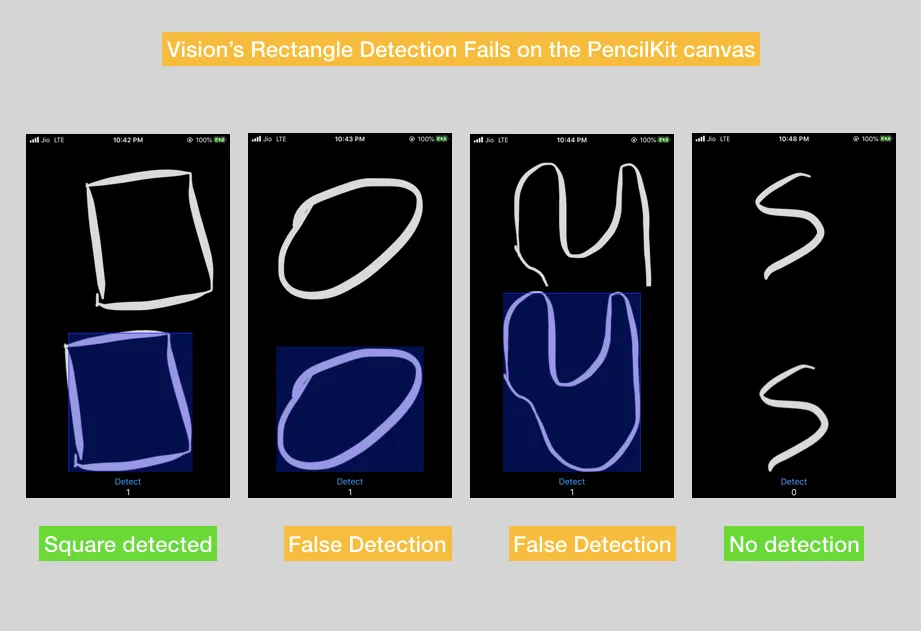 Vision's Rectangle Detection Fails on the PencilKit canvas
Jio LTE 10:42 PM 100%
Jio LTE 10:43 PM 100%
Jio LTE 10:44 PM 100%
Jio LTE 10:48 PM 100%
S
S
Detect
1
Detect
1
Detect
1
Detect
0
Square detected
False Detection
False Detection
No detection